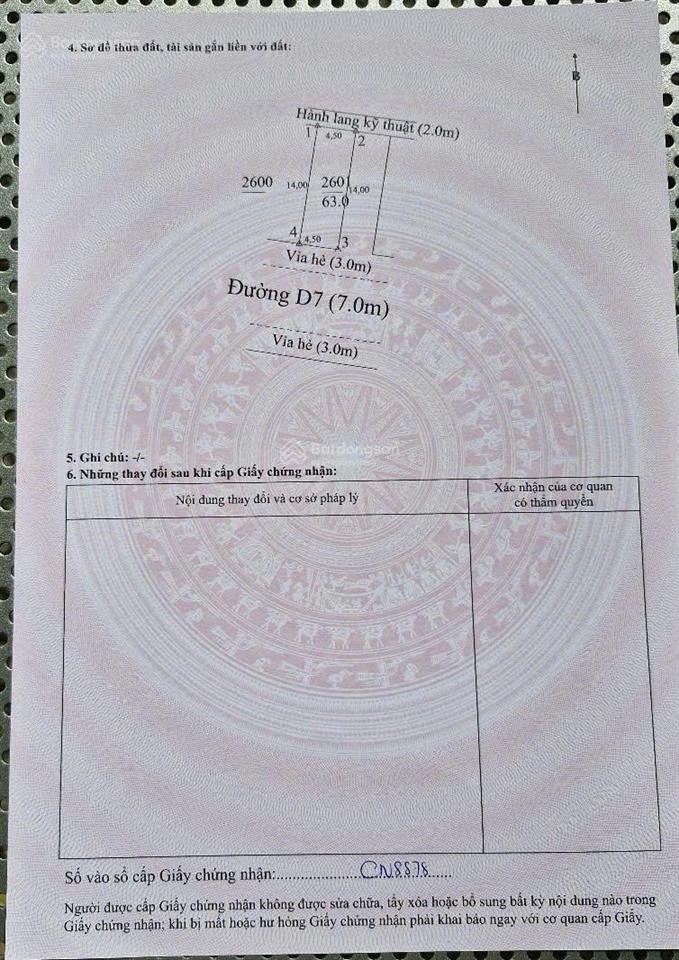 4. Sơ đồ thửa đất, tài sản gắn liền với đất:
B
Hành lang kỹ thuật (2.0m)
1 4,50 2
2600 14,00 260 14,00
63.0
4 4,50 3
Vỉa hè (3.0m)
Đường D7 (7.0m)
Vỉa hè (3.0m)
Batdongsan
5. Ghi chú: -/-
6. Những thay đổi sau khi cấp Giấy chứng nhận:
Nội dung thay đổi và cơ sở pháp lý
Xác nhận của cơ quan
có thẩm quyền
Số vào sổ cấp Giấy chứng nhận:....................CN8878.....
Người được cấp Giấy chứng nhận không được sửa chữa, tẩy xóa hoặc bổ sung bất kỳ nội dung nào trong
Giấy chứng nhận; khi bị mất hoặc hư hỏng Giấy chứng nhận phải khai báo ngay với cơ quan cấp Giấy.